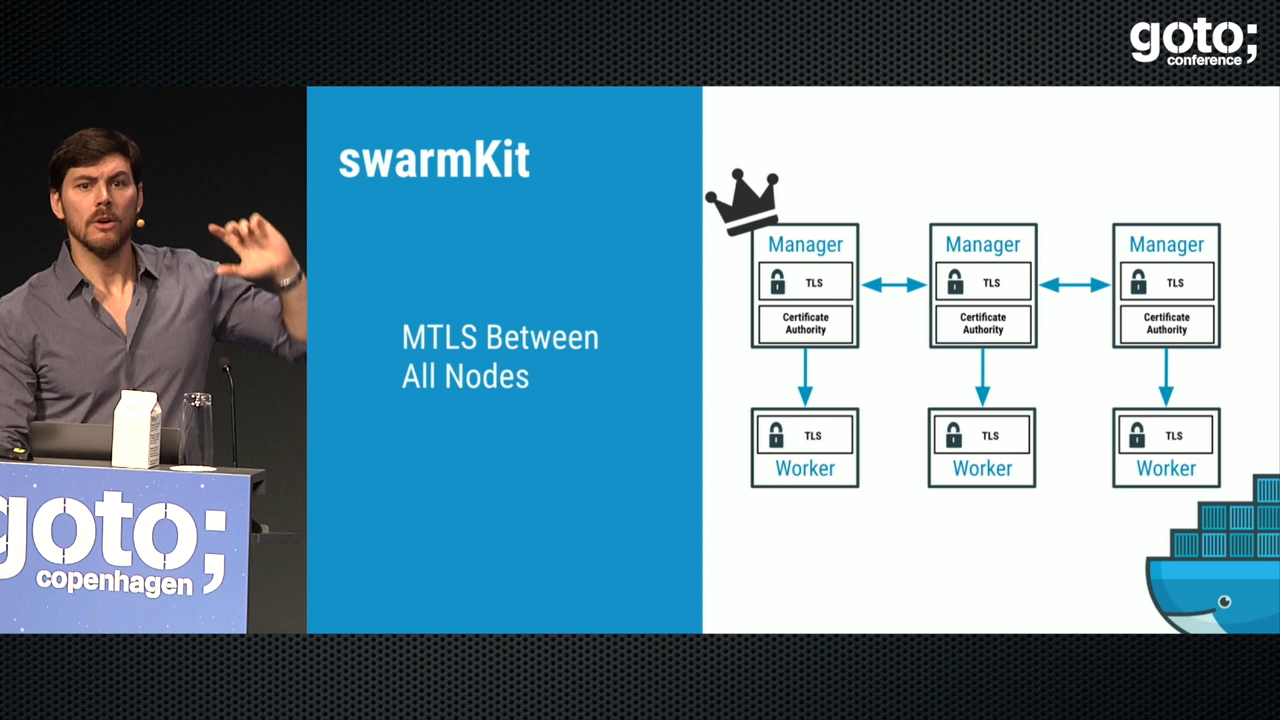 goto;
conference
swarmKit
MTLS Between
All Nodes
Manager
TLS
Certificate
Authority
Manager
TLS
Certificate
Authority
Manager
TLS
Certificate
Authority
TLS
Worker
TLS
Worker
TLS
Worker
goto;
copenhagen